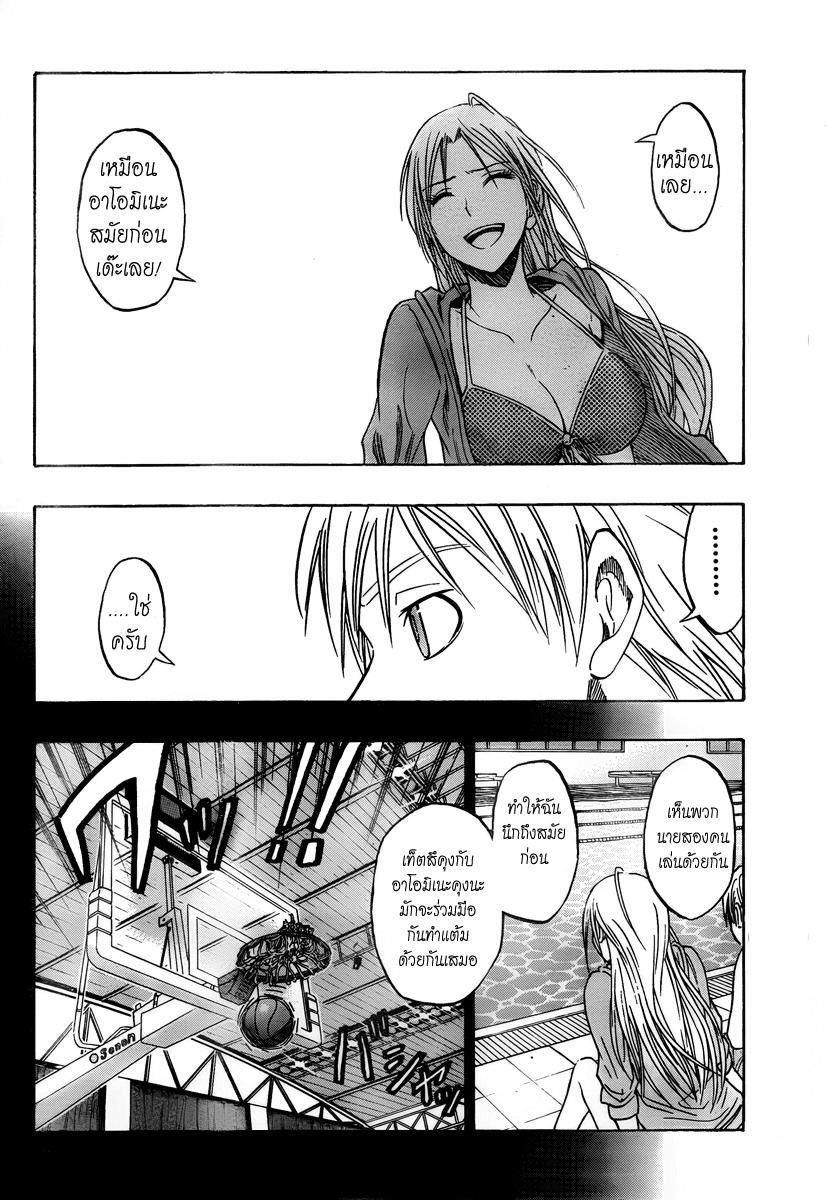 เหมือน
เลย...
เหมือน
อาโอมิเนะ
สมัยก่อน
เด๊ะเลย!
.........
....ใช่
ครับ
เห็นพวก
นายสองคน
เล่นด้วยกัน
ทำให้ฉัน
นึกถึงสมัย
ก่อน
เท็ตสึคุงกับ
อาโอมิเนะคุงนะ
มักจะร่วมมือ
กันทำแต้ม
ด้วยกันเสมอ
バシャッ